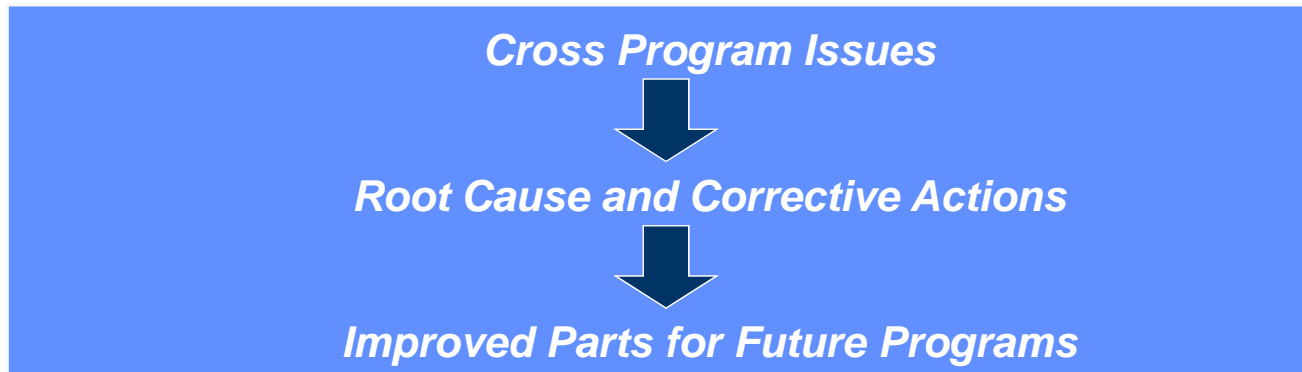 Cross Program Issues
Root Cause and Corrective Actions
Improved Parts for Future Programs